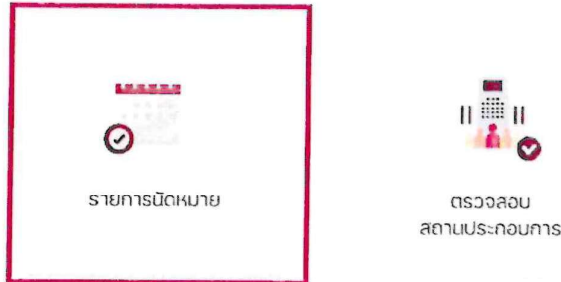 รายการนัดหมาย
ตรวจสอบ
สถานประกอบการ